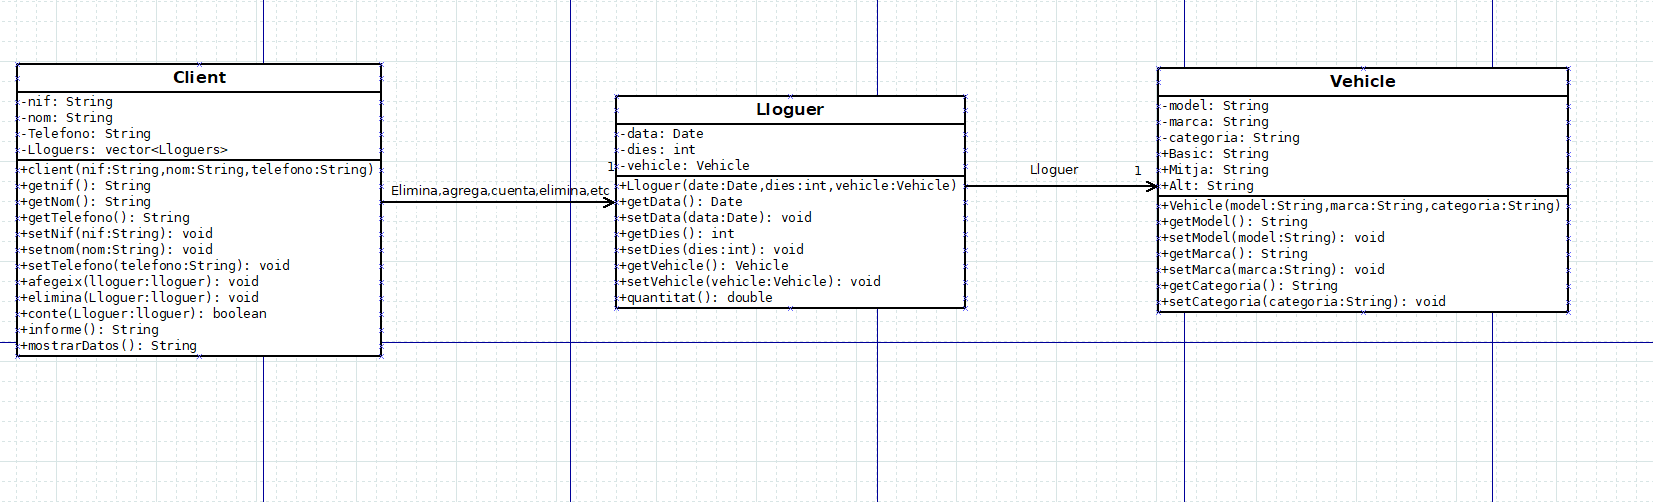 Client
-nif: String
-nom: String
-Telefono: String
-Lloguers: vector<Lloguers>
+client(nif:String,nom:String,telefono:String)
+getnif(): String
+getNom(): String
+getTelefono(): String
+setNif(nif:String): void
+setnom(nom:String): void
+setTelefono(telefono:String): void
+afegeix(lloguer:lloguer): void
+elimina(Lloguer:lloguer): void
+conte(Lloguer:lloguer): boolean
+informe(): String
+mostrarDatos(): String
Elimina,agrega,cuenta,elimina,etc
1
Lloguer
-data: Date
-dies: int
-vehicle: Vehicle
+Lloguer(date:Date,dies:int,vehicle:Vehicle)
+getData(): Date
+setData(data:Date): void
+getDies(): int
+setDies(dies:int): void
+getVehicle(): Vehicle
+setVehicle(vehicle:Vehicle): void
+quantitat(): double
Lloguer
1
Vehicle
-model: String
-marca: String
-categoria: String
+Basic: String
+Mitja: String
+Alt: String
+Vehicle(model:String,marca:String,categoria:String)
+getModel(): String
+setModel(model:String): void
+getMarca(): String
+setMarca(marca:String): void
+getCategoria(): String
+setCategoria(categoria:String): void